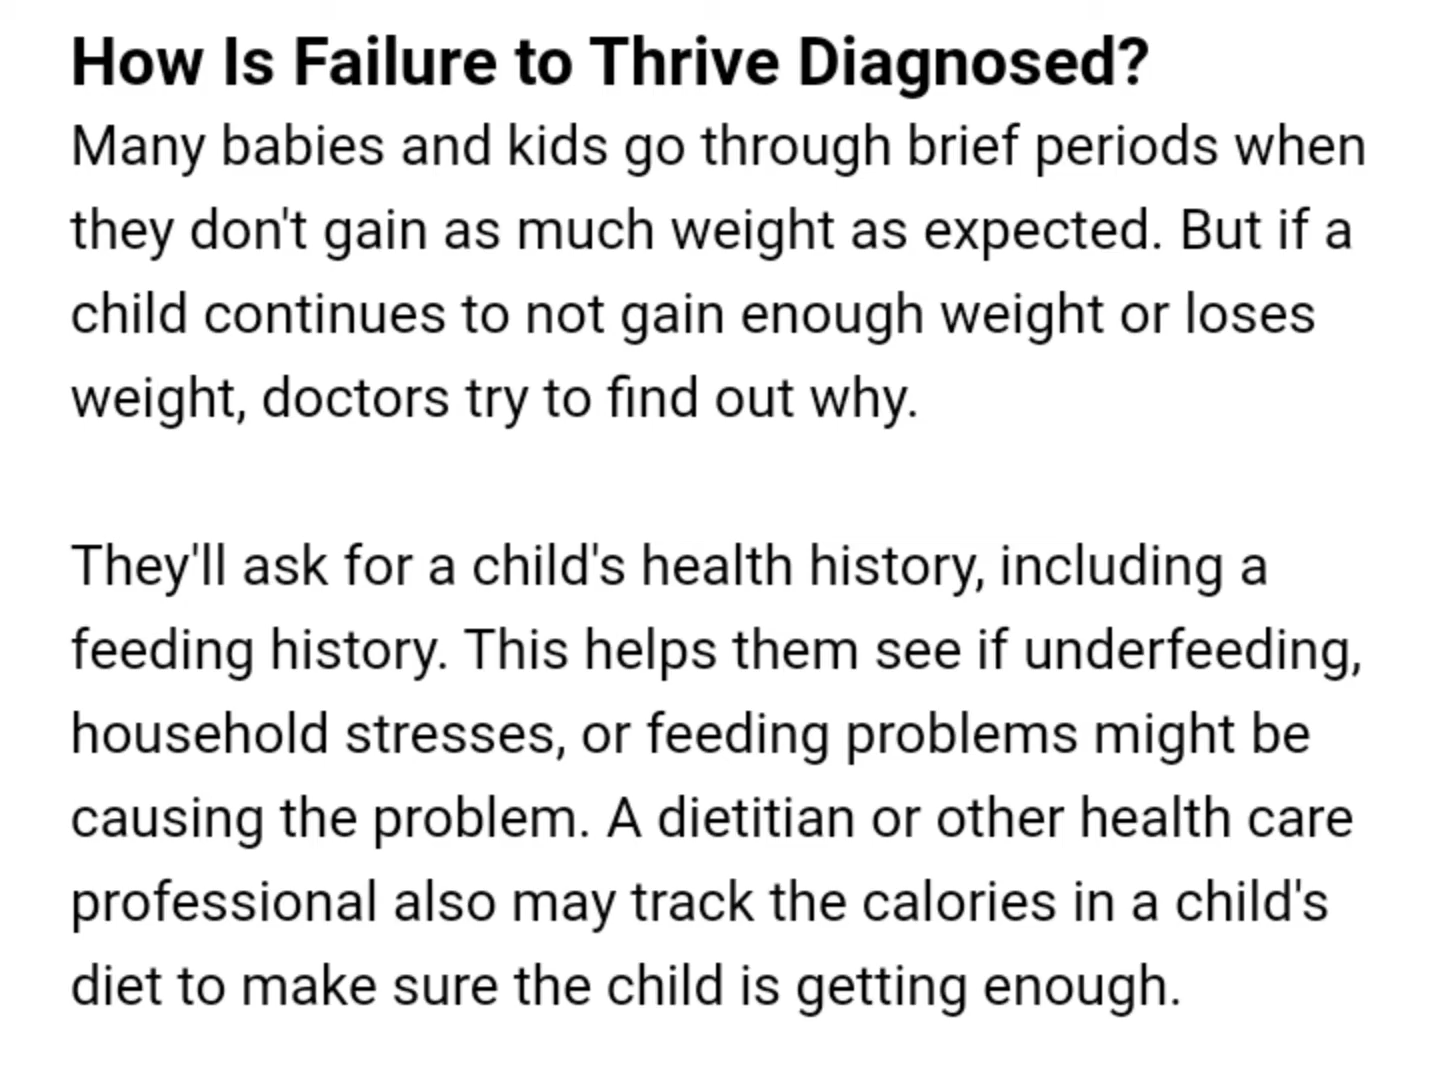 How Is Failure to Thrive Diagnosed?
Many babies and kids go through brief periods when
they don't gain as much weight as expected. But if a
child continues to not gain enough weight or loses
weight, doctors try to find out why.
They'll ask for a child's health history, including a
feeding history. This helps them see if underfeeding,
household stresses, or feeding problems might be
causing the problem. A dietitian or other health care
professional also may track the calories in a child's
diet to make sure the child is getting enough.